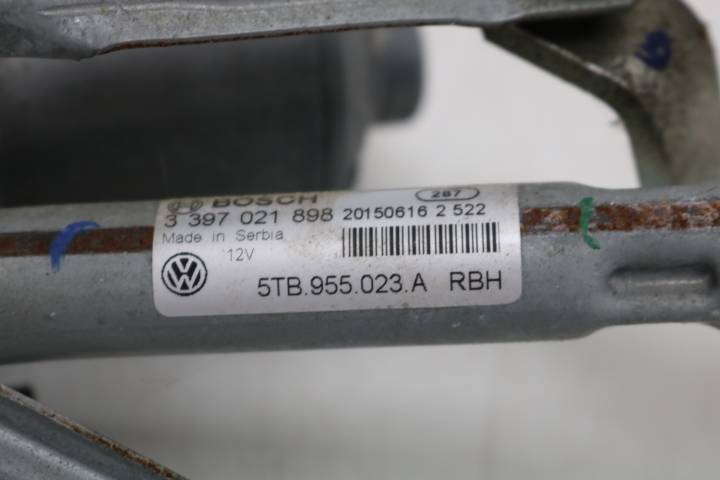 BOSCH 287
3 397 021 898 20150616 2 522
Made in Serbia
12V
5TB.955.023.A RBH